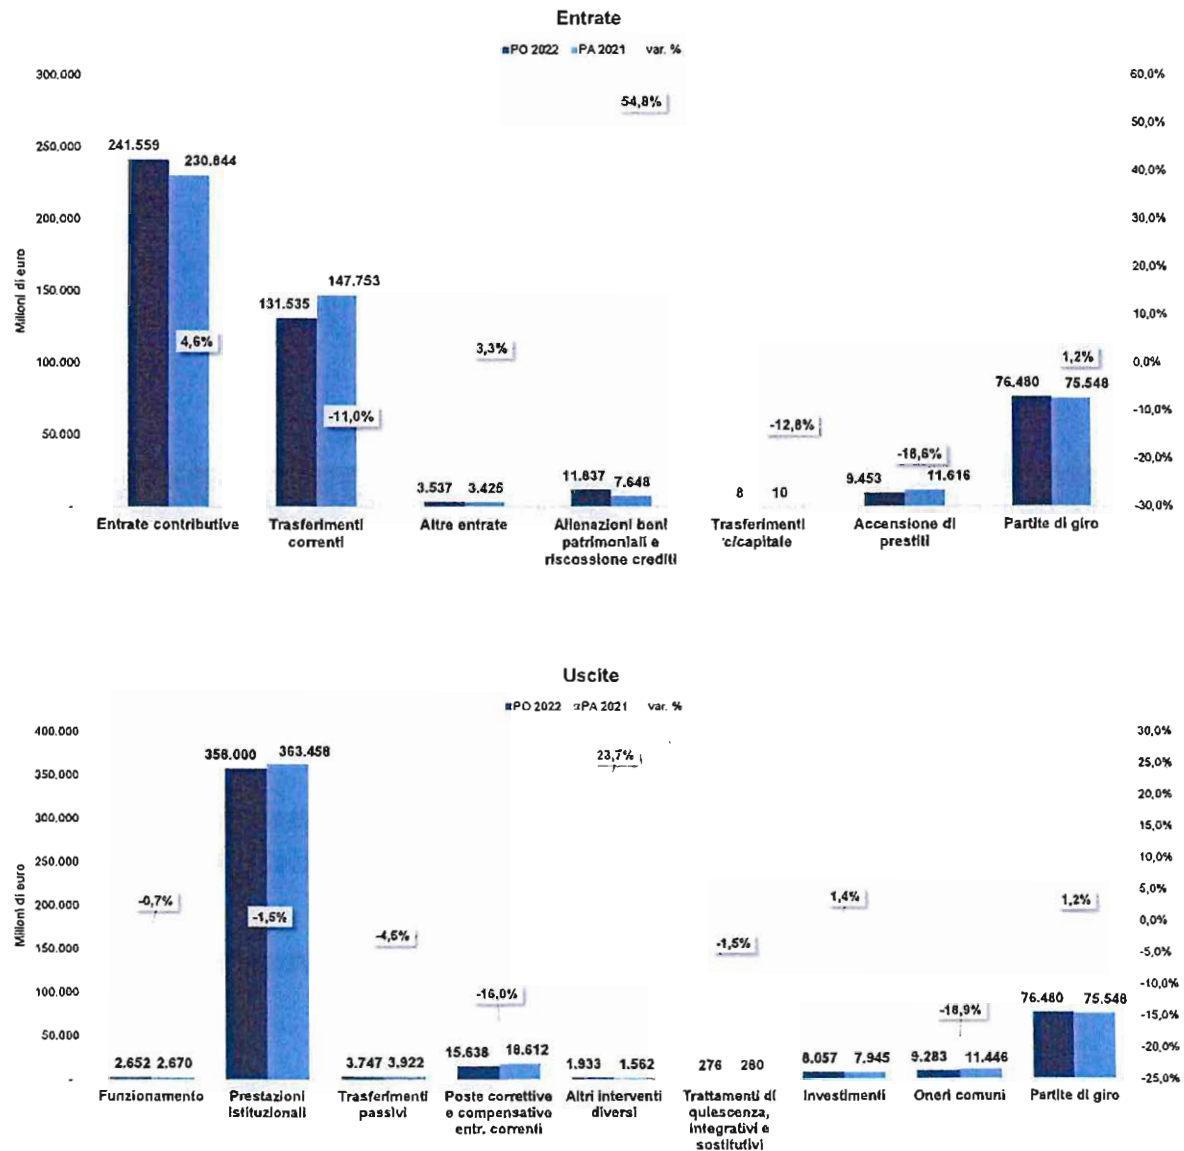 Entrate
PO 2022 PA 2021 var. %
300.000
250.000
200.000
150.000
100.000
50.000
-
Milioni di euro
60,0%
50,0%
40,0%
30,0%
20,0%
10,0%
0,0%
-10,0%
-20,0%
-30,0%
241.559 230.844
4,6%
131.535 147.753
-11,0%
3,3%
3.537 3.425
54,8%
11.837 7.648
-12,8%
8 10
-18,6%
9.453 11.616
1,2%
76.480 75.548
Entrate contributive
Trasferimenti
correnti
Altre entrate
Alienazioni beni
patrimoniali e
riscossione crediti
Trasferimenti
c/capitale
Accensione di
prestiti
Partite di giro
Uscite
PO 2022 PA 2021 var. %
400.000
350.000
300.000
250.000
200.000
150.000
100.000
50.000
-
Milioni di euro
30,0%
25,0%
20,0%
15,0%
10,0%
5,0%
0,0%
-5,0%
-10,0%
-15,0%
-20,0%
-25,0%
-0,7%
2.652 2.670
358.000 363.458
-1,5%
-4,5%
3.747 3.922
-16,0%
15.638 18.612
23,7%
1.933 1.562
-1,5%
276 280
1,4%
8.057 7.945
-18,9%
9.283 11.446
1,2%
76.480 75.548
Funzionamento
Prestazioni
istituzionali
Trasferimenti
passivi
Poste correttive
e compensative
entr. correnti
Altri interventi
diversi
Trattamenti di
quiescenza,
integrativi e
sostitutivi
Investimenti
Oneri comuni
Partite di giro